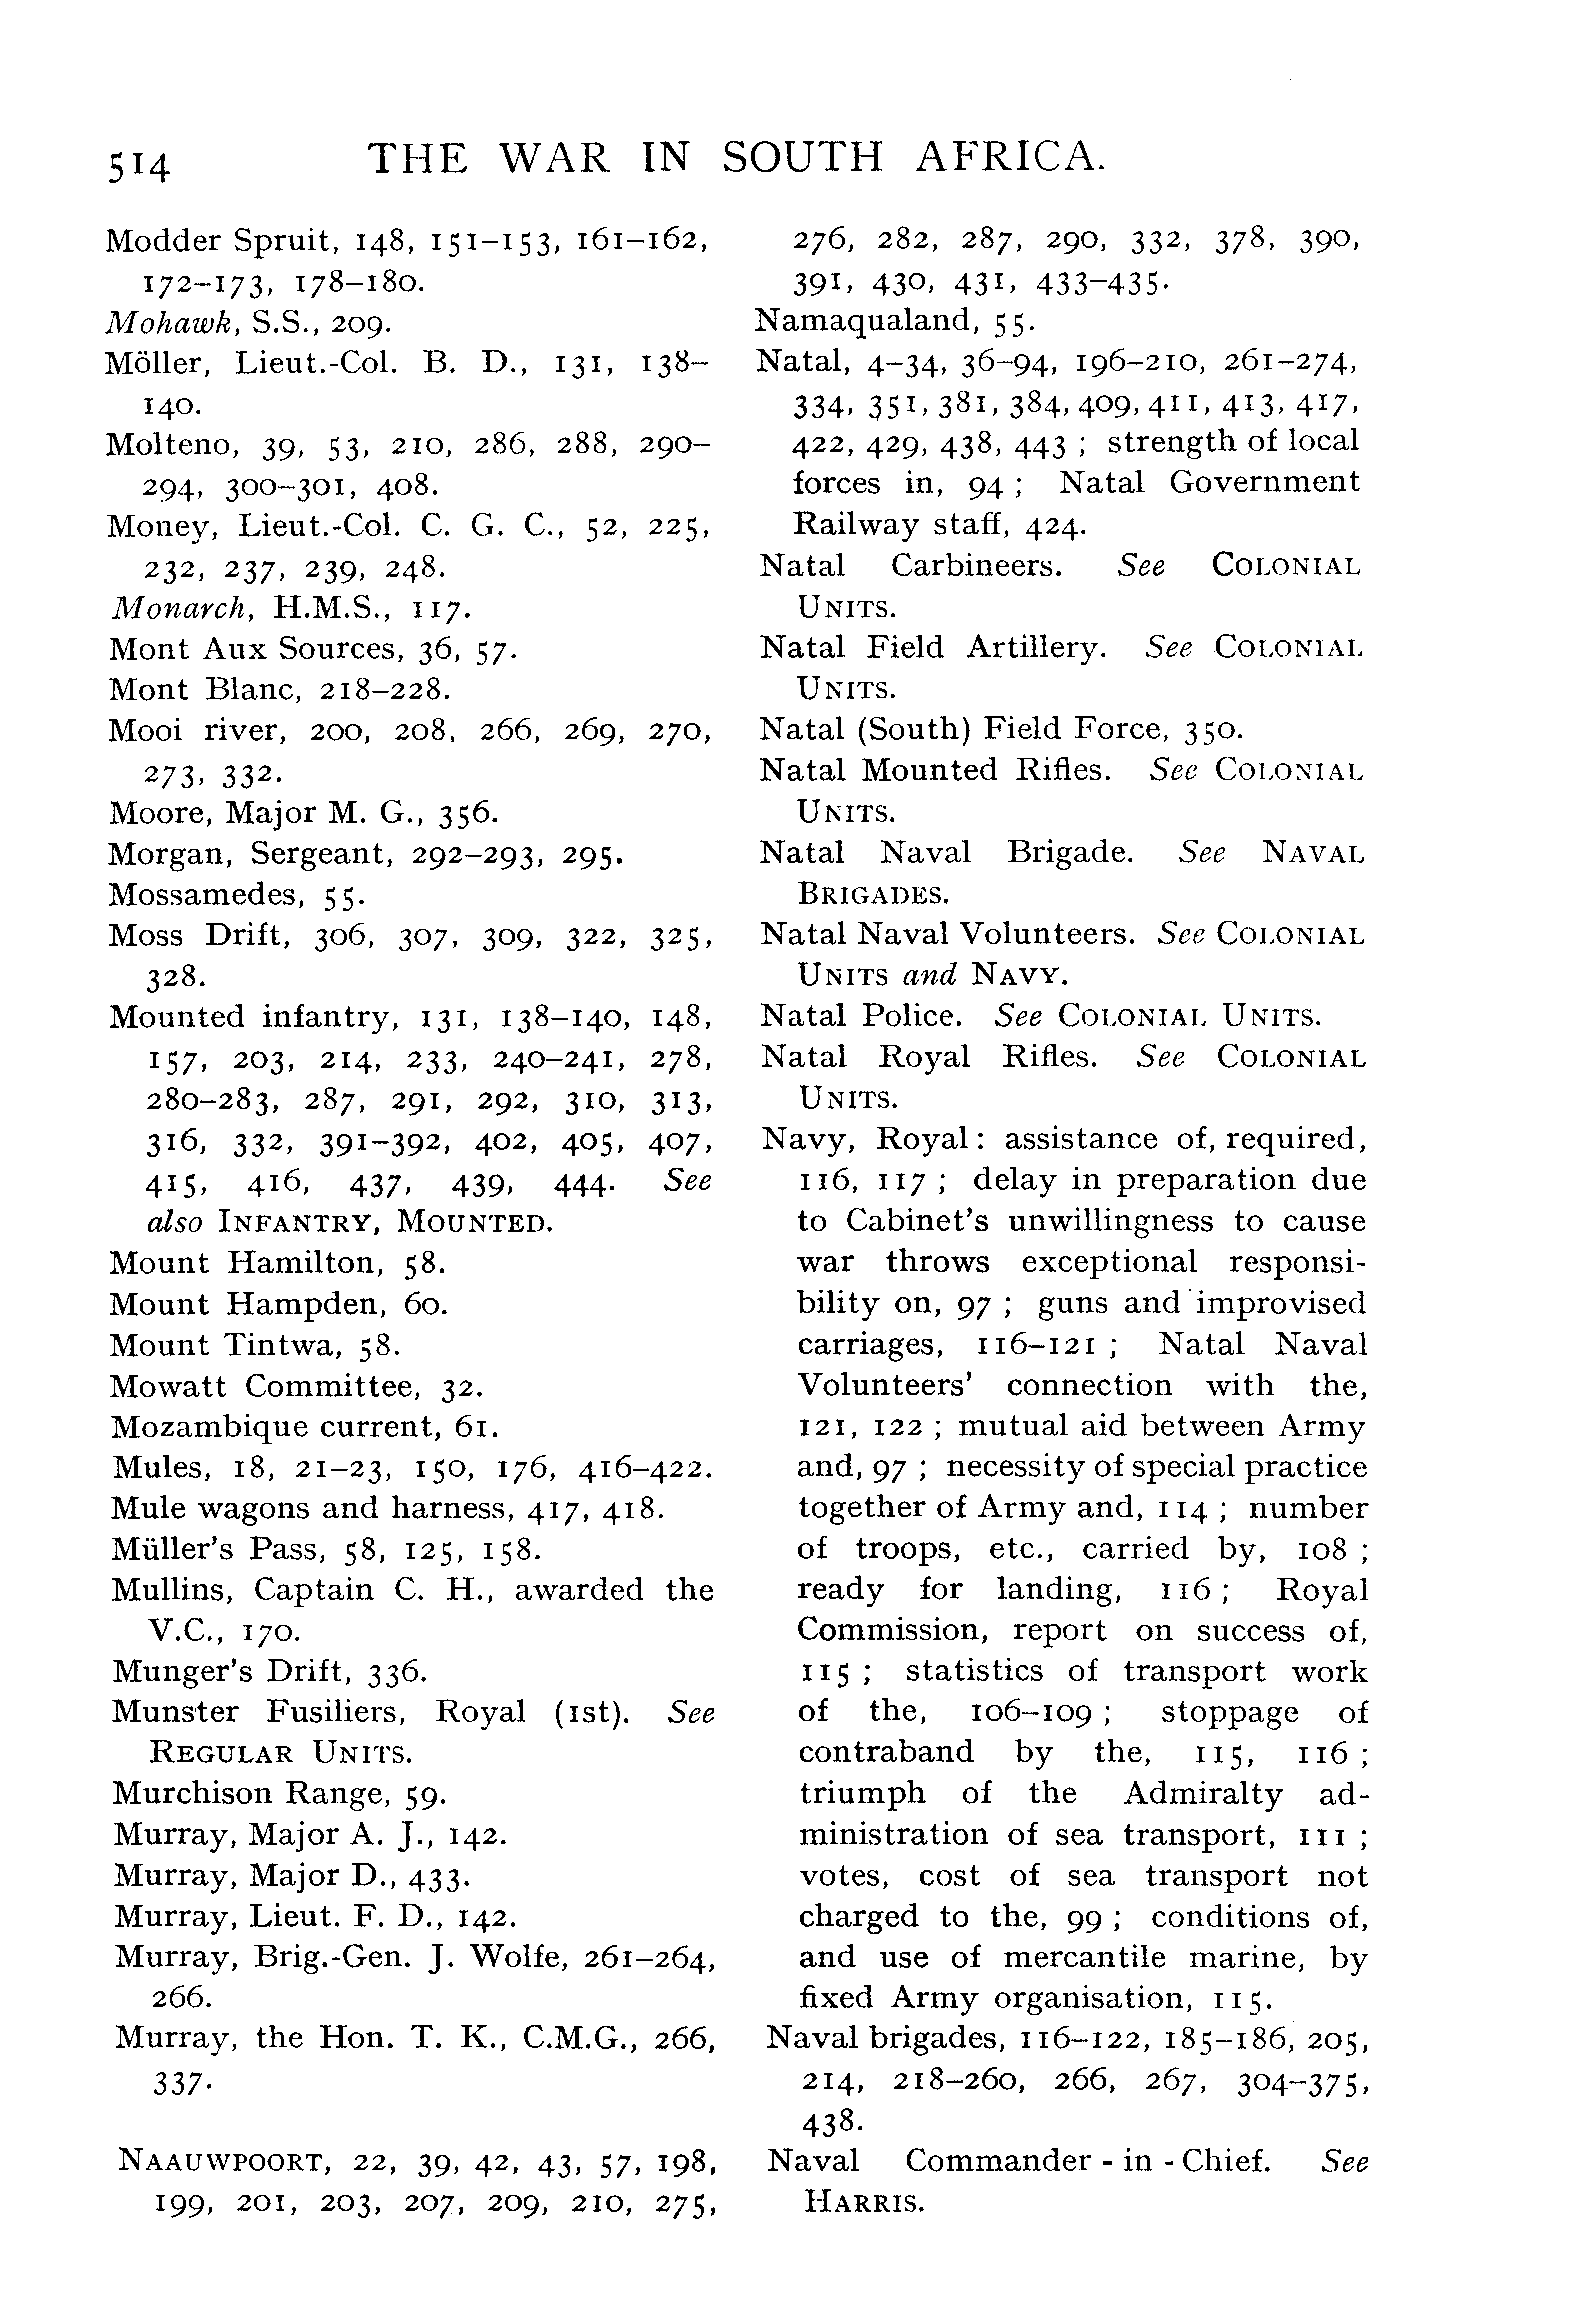 514 THE WAR IN SOUTH AFRICA.
Modder Spruit, 148, 151–153, 161–162,
172–173, 178–180.
Mohawk, S.S., 209.
Möller, Lieut.-Col. B. D., 131, 138–
140.
Molteno, 39, 53, 210, 286, 288, 290–
294, 300–301, 408.
Money, Lieut.-Col. C. G. C., 52, 225,
232, 237, 239, 248.
Monarch, H.M.S., 117.
Mont Aux Sources, 36, 57.
Mont Blanc, 218–228.
Mooi river, 200, 208, 266, 269, 270,
273, 332.
Moore, Major M. G., 356.
Morgan, Sergeant, 292–293, 295.
Mossamedes, 55.
Moss Drift, 306, 307, 309, 322, 325,
328.
Mounted infantry, 131, 138–140, 148,
157, 203, 214, 233, 240–241, 278,
280–283, 287, 291, 292, 310, 313,
316, 332, 391–392, 402, 405, 407,
415, 416, 437, 439, 444. See
also INFANTRY, MOUNTED.
Mount Hamilton, 58.
Mount Hampden, 60.
Mount Tintwa, 58.
Mowatt Committee, 32.
Mozambique current, 61.
Mules, 18, 21–23, 150, 176, 416–422.
Mule wagons and harness, 417, 418.
Müller's Pass, 58, 125, 158.
Mullins, Captain C. H., awarded the
V.C., 170.
Munger's Drift, 336.
Munster Fusiliers, Royal (1st). See
REGULAR UNITS.
Murchison Range, 59.
Murray, Major A. J., 142.
Murray, Major D., 433.
Murray, Lieut. F. D., 142.
Murray, Brig.-Gen. J. Wolfe, 261–264,
266.
Murray, the Hon. T. K., C.M.G., 266,
337.
NAAUWPOORT, 22, 39, 42, 43, 57, 198,
199, 201, 203, 207, 209, 210, 275,
276, 282, 287, 290, 332, 378, 390,
391, 430, 431, 433–435.
Namaqualand, 55.
Natal, 4–34, 36–94, 196–210, 261–274,
334, 351, 381, 384, 409, 411, 413, 417,
422, 429, 438, 443 ; strength of local
forces in, 94 ; Natal Government
Railway staff, 424.
Natal Carbineers. See COLONIAL
UNITS.
Natal Field Artillery. See COLONIAL
UNITS.
Natal (South) Field Force, 350.
Natal Mounted Rifles. See COLONIAL
UNITS.
Natal Naval Brigade. See NAVAL
BRIGADES.
Natal Naval Volunteers. See COLONIAL
UNITS and NAVY.
Natal Police. See COLONIAL UNITS.
Natal Royal Rifles. See COLONIAL
UNITS.
Navy, Royal: assistance of, required,
116, 117 ; delay in preparation due
to Cabinet's unwillingness to cause
war throws exceptional responsi-
bility on, 97 ; guns and improvised
carriages, 116–121 ; Natal Naval
Volunteers' connection with the,
121, 122 ; mutual aid between Army
and, 97 ; necessity of special practice
together of Army and, 114 ; number
of troops, etc., carried by, 108 ;
ready for landing, 116 ; Royal
Commission, report on success of,
115 ; statistics of transport work
of the, 106–109 ; stoppage of
contraband by the, 115, 116 ;
triumph of the Admiralty ad-
ministration of sea transport, 111 ;
votes, cost of sea transport not
charged to the, 99 ; conditions of,
and use of mercantile marine, by
fixed Army organisation, 115.
Naval brigades, 116–122, 185–186, 205,
214, 218–260, 266, 267, 304–375,
438.
Naval Commander-in-Chief. See
HARRIS.